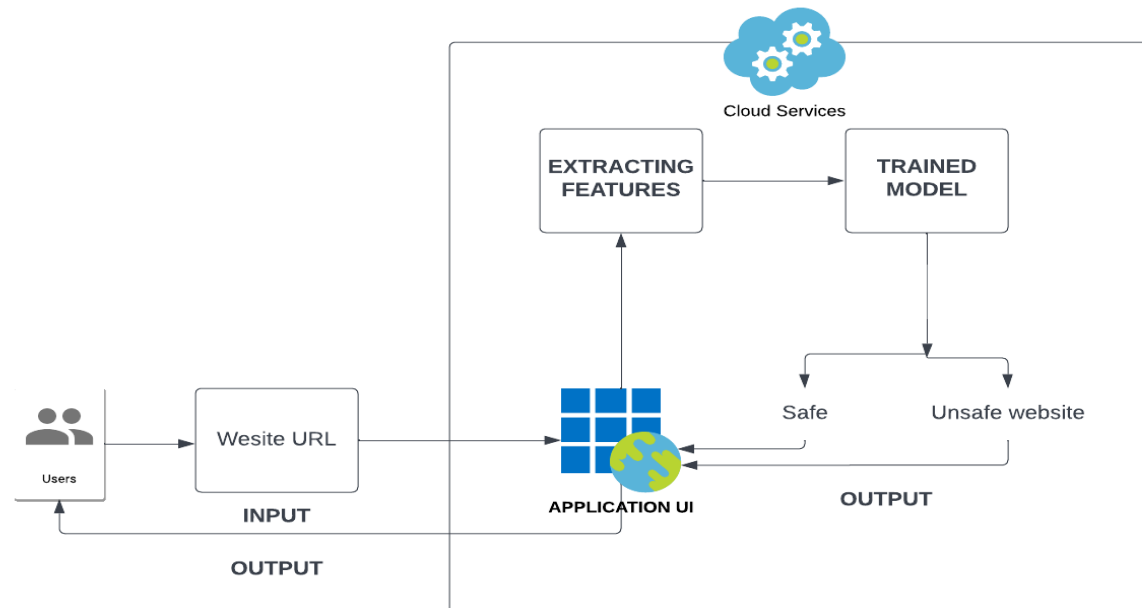 Cloud Services
EXTRACTING
FEATURES
TRAINED
MODEL
Users
Wesite URL
Safe
Unsafe website
APPLICATION UI
OUTPUT
INPUT
OUTPUT